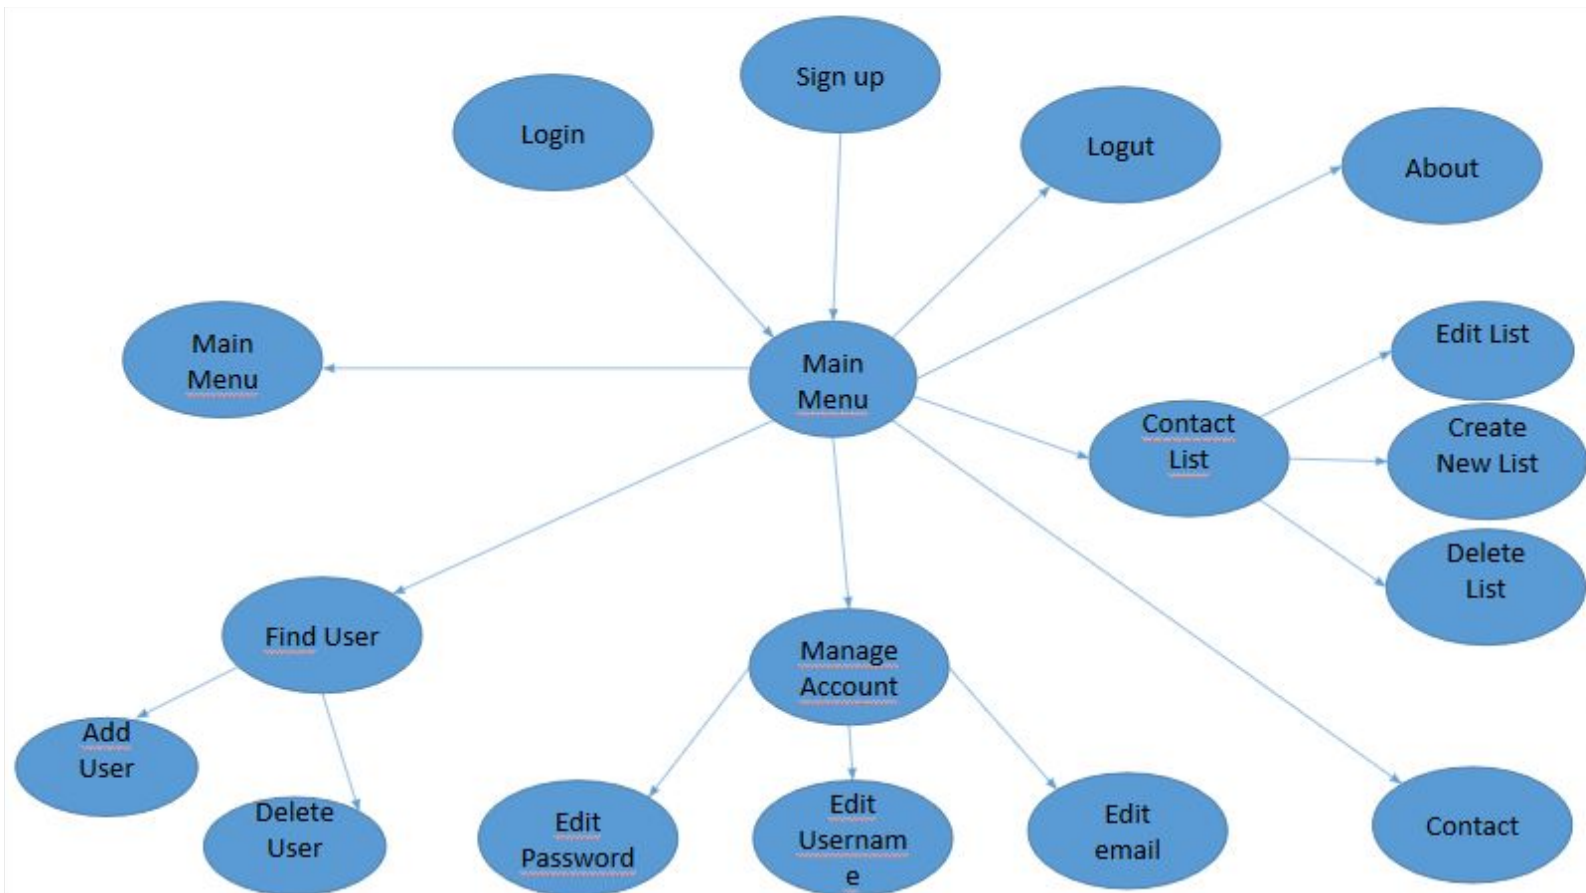 Sign up
Login
Logut
About
Main
Menu
Main
Menu
Edit List
Contact
List
Create
New List
Delete
List
Find User
Manage
Account
Add
User
Delete
User
Edit
Password
Edit
Usernam
e
Edit
email
Contact